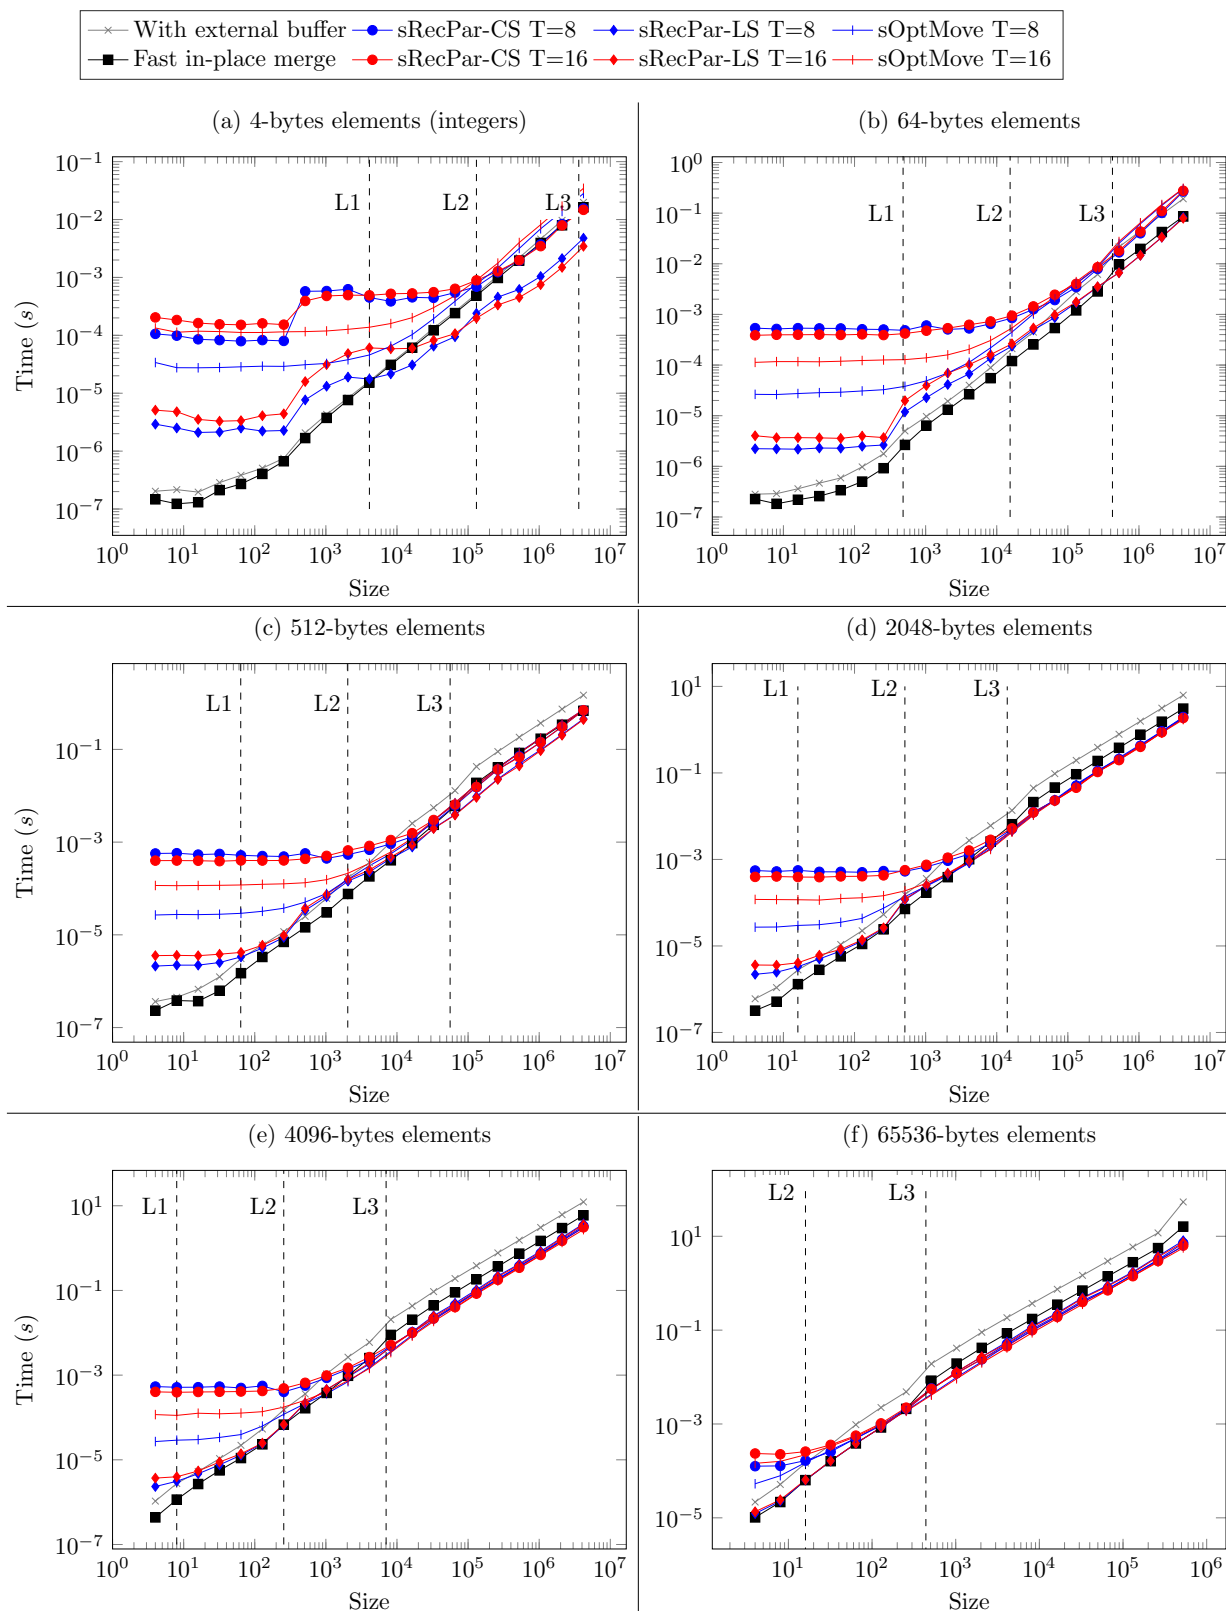 With external buffer sRecPar-CS T=8 sRecPar-LS T=8 sOptMove T=8
Fast in-place merge sRecPar-CS T=16 sRecPar-LS T=16 sOptMove T=16
(a) 4-bytes elements (integers)
10^−1
10^−2
10^−3
10^−4
10^−5
10^−6
10^−7
Time (s)
L1 L2 L3
10^0 10^1 10^2 10^3 10^4 10^5 10^6 10^7
Size
(b) 64-bytes elements
10^0
10^−1
10^−2
10^−3
10^−4
10^−5
10^−6
10^−7
L1 L2 L3
10^0 10^1 10^2 10^3 10^4 10^5 10^6 10^7
Size
(c) 512-bytes elements
10^−1
10^−3
10^−5
10^−7
Time (s)
L1 L2 L3
10^0 10^1 10^2 10^3 10^4 10^5 10^6 10^7
Size
(d) 2048-bytes elements
10^1
10^−1
10^−3
10^−5
10^−7
L1 L2 L3
10^0 10^1 10^2 10^3 10^4 10^5 10^6 10^7
Size
(e) 4096-bytes elements
10^1
10^−1
10^−3
10^−5
10^−7
Time (s)
L1 L2 L3
10^0 10^1 10^2 10^3 10^4 10^5 10^6 10^7
Size
(f) 65536-bytes elements
10^1
10^−1
10^−3
10^−5
L2 L3
10^1 10^2 10^3 10^4 10^5 10^6
Size